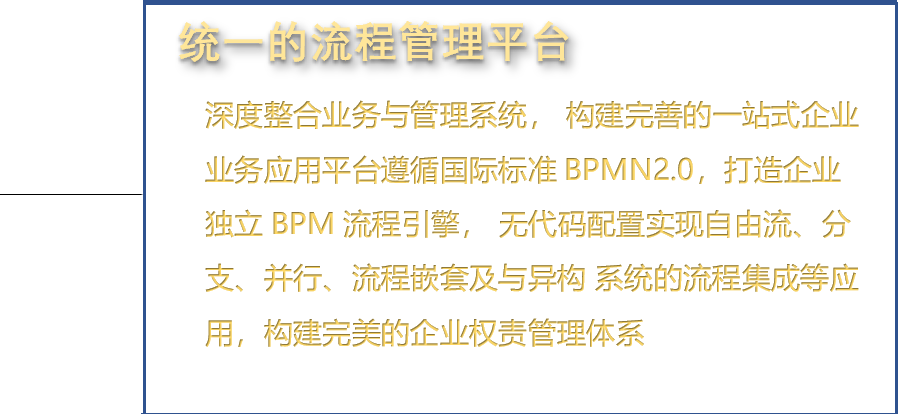 统一的流程管理平台
深度整合业务与管理系统， 构建完善的一站式企业
业务应用平台遵循国际标准 BPMN2.0，打造企业
独立 BPM 流程引擎， 无代码配置实现自由流、分
支、并行、流程嵌套及与异构 系统的流程集成等应
用，构建完美的企业权责管理体系